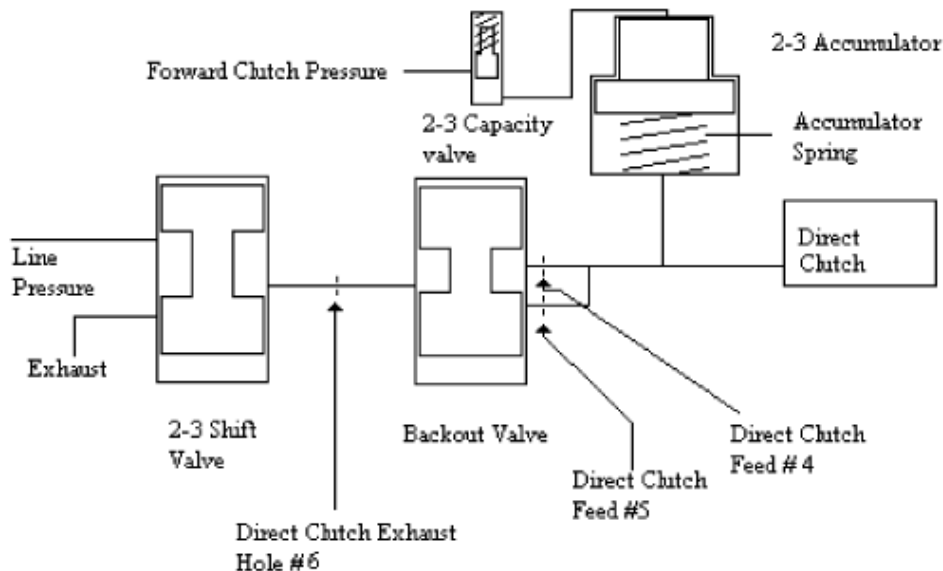 2-3 Accumulator
Forward Clutch Pressure
2-3 Capacity
valve
Accumulator
Spring
Line
Pressure
Direct
Clutch
Exhaust
2-3 Shift
Valve
Backout Valve
Direct Clutch
Feed # 4
Direct Clutch
Feed #5
Direct Clutch Exhaust
Hole #6